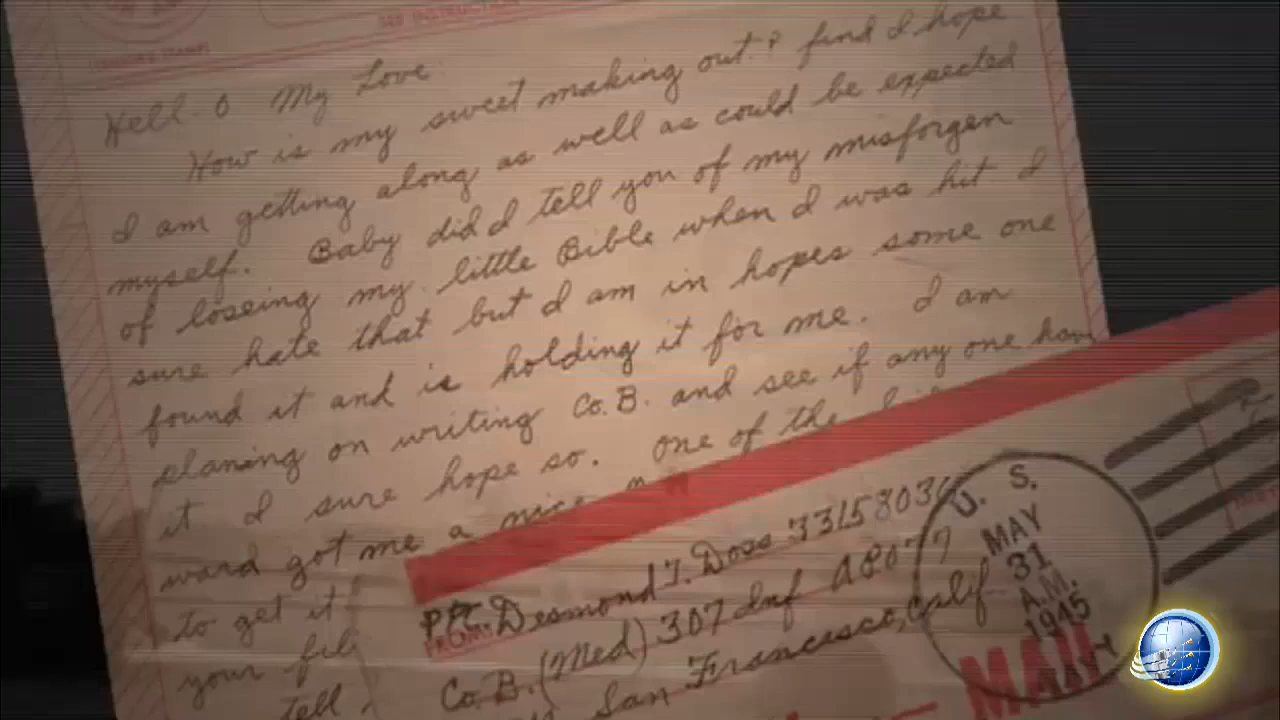 SEE INSTRUCTION
Hell. O My Love
How is my sweet making out? find I hope
I am getting along as well as could be expected
myself. Baby did I tell you of my misforgen
of loseing my little Bible when I was hit I
sure hate that but I am in hopes some one
found it and is holding it for me. I am
planing on writing Co. B. and see if any one have
it I sure hope so. One of the
ward got me a nice
to get it
your
tell
Pfc. Desmond T. Doss
FROM
Co. B. (Med) 307 Inf APO 77
San Francisco, Calif
U. S.
MAY
31
A.M.
1945
NAVY
MAIL